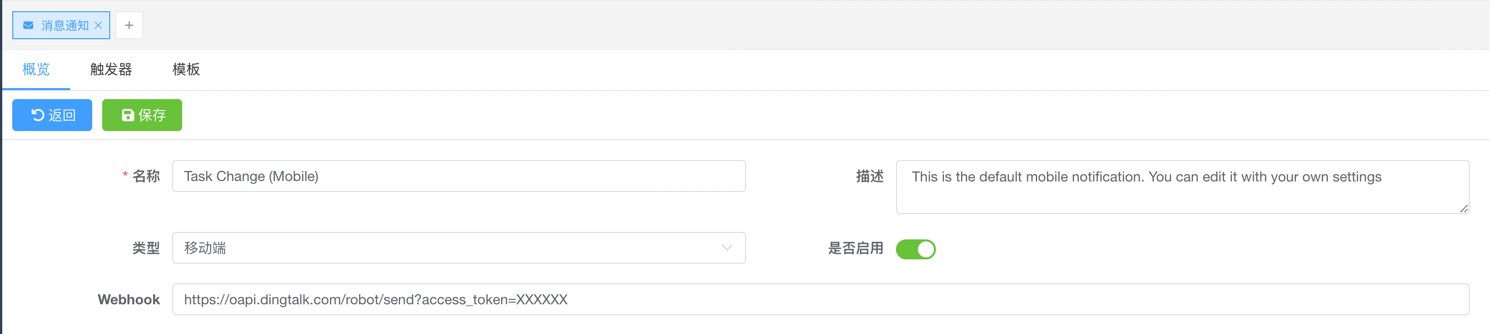 消息通知
概览 触发器 模板
返回 保存
* 名称 Task Change (Mobile) 描述 This is the default mobile notification. You can edit it with your own settings
类型 移动端 是否启用
Webhook https://oapi.dingtalk.com/robot/send?access_token=XXXXXX